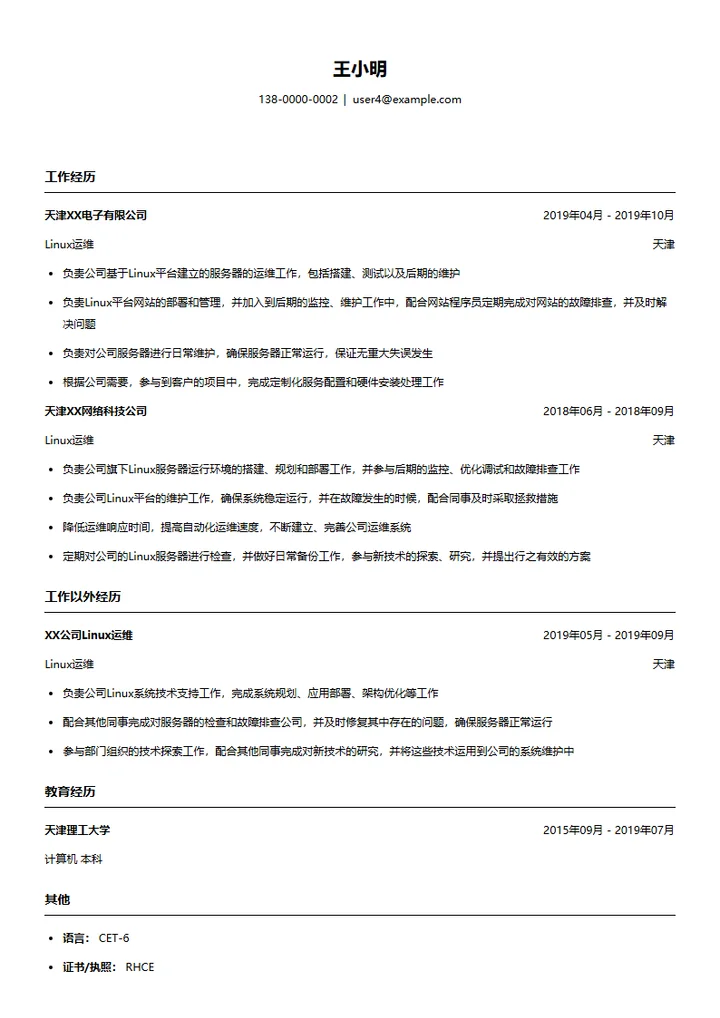 王小明
138-0000-0002 | user4@example.com
工作经历
天津XX电子有限公司 2019年04月 - 2019年10月
Linux运维 天津
• 负责公司基于Linux平台建立的服务器的运维工作，包括搭建、测试以及后期的维护
• 负责Linux平台网站的部署和管理，并加入到后期的监控、维护工作中，配合网站程序员定期完成对网站的故障排查，并及时解
决问题
• 负责对公司服务器进行日常维护，确保服务器正常运行，保证无重大失误发生
• 根据公司需要，参与到客户的项目中，完成定制化服务配置和硬件安装处理工作
天津XX网络科技公司 2018年06月 - 2018年09月
Linux运维 天津
• 负责公司旗下Linux服务器运行环境的搭建、规划和部署工作，并参与后期的监控、优化调试和故障排查工作
• 负责公司Linux平台的维护工作，确保系统稳定运行，并在故障发生的时候，配合同事及时采取拯救措施
• 降低运维响应时间，提高自动化运维速度，不断建立、完善公司运维系统
• 定期对公司的Linux服务器进行检查，并做好日常备份工作，参与新技术的探索、研究，并提出行之有效的方案
工作以外经历
XX公司Linux运维 2019年05月 - 2019年09月
Linux运维 天津
• 负责公司Linux系统技术支持工作，完成系统规划、应用部署、架构优化等工作
• 配合其他同事完成对服务器的检查和故障排查公司，并及时修复其中存在的问题，确保服务器正常运行
• 参与部门组织的技术探索工作，配合其他同事完成对新技术的研究，并将这些技术运用到公司的系统维护中
教育经历
天津理工大学 2015年09月 - 2019年07月
计算机 本科
其他
• 语言： CET-6
• 证书/执照： RHCE